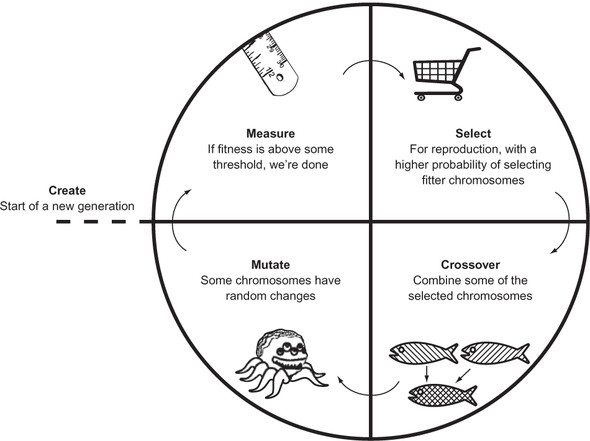 Measure
If fitness is above some
threshold, we're done
Select
For reproduction, with a
higher probability of selecting
fitter chromosomes
Create
Start of a new generation
Mutate
Some chromosomes have
random changes
Crossover
Combine some of the
selected chromosomes